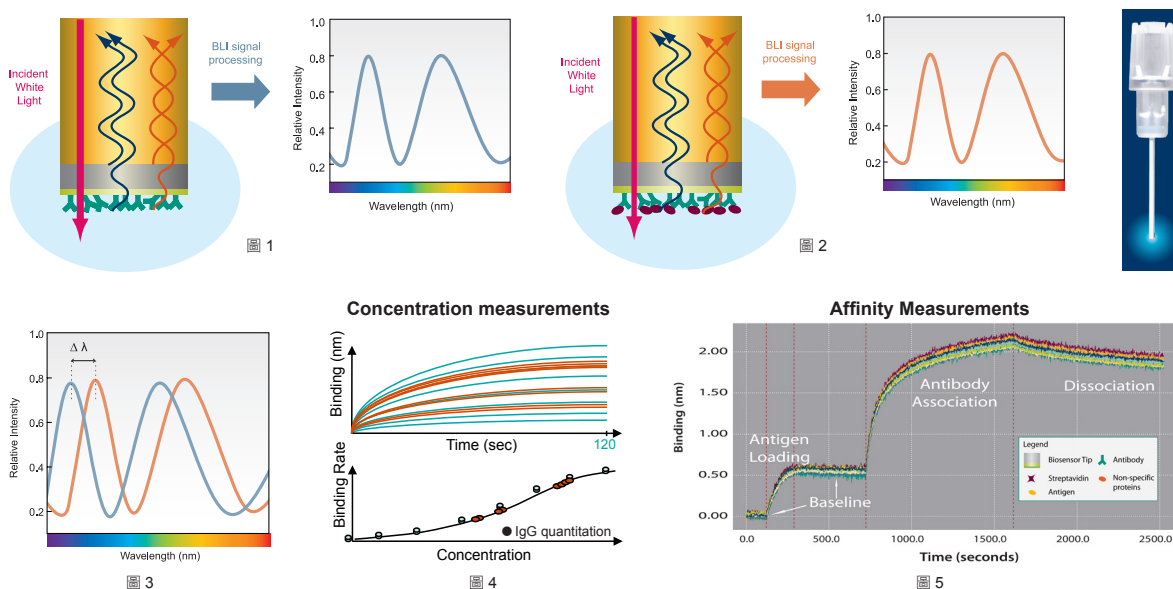 Incident
White
Light
BLI signal
processing
Relative Intensity
1.0
0.8
0.6
0.4
0.2
Wavelength (nm)
圖 1
Incident
White
Light
BLI signal
processing
Relative Intensity
1.0
0.8
0.6
0.4
0.2
Wavelength (nm)
圖 2
Relative Intensity
1.0
0.8
0.6
0.4
0.2
Δ λ
Wavelength (nm)
圖 3
Concentration measurements
Binding (nm)
Time (sec)
120
Binding Rate
IgG quantitation
Concentration
圖 4
Affinity Measurements
Binding (nm)
2.00
1.50
1.00
0.50
0.00
Antigen
Loading
Baseline
Antibody
Association
Dissociation
Legend
Biosensor Tip
Antibody
Streptavidin
Non-specific
proteins
Antigen
0.0
500.0
1000.0
1500.0
2000.0
2500.0
Time (seconds)
圖 5